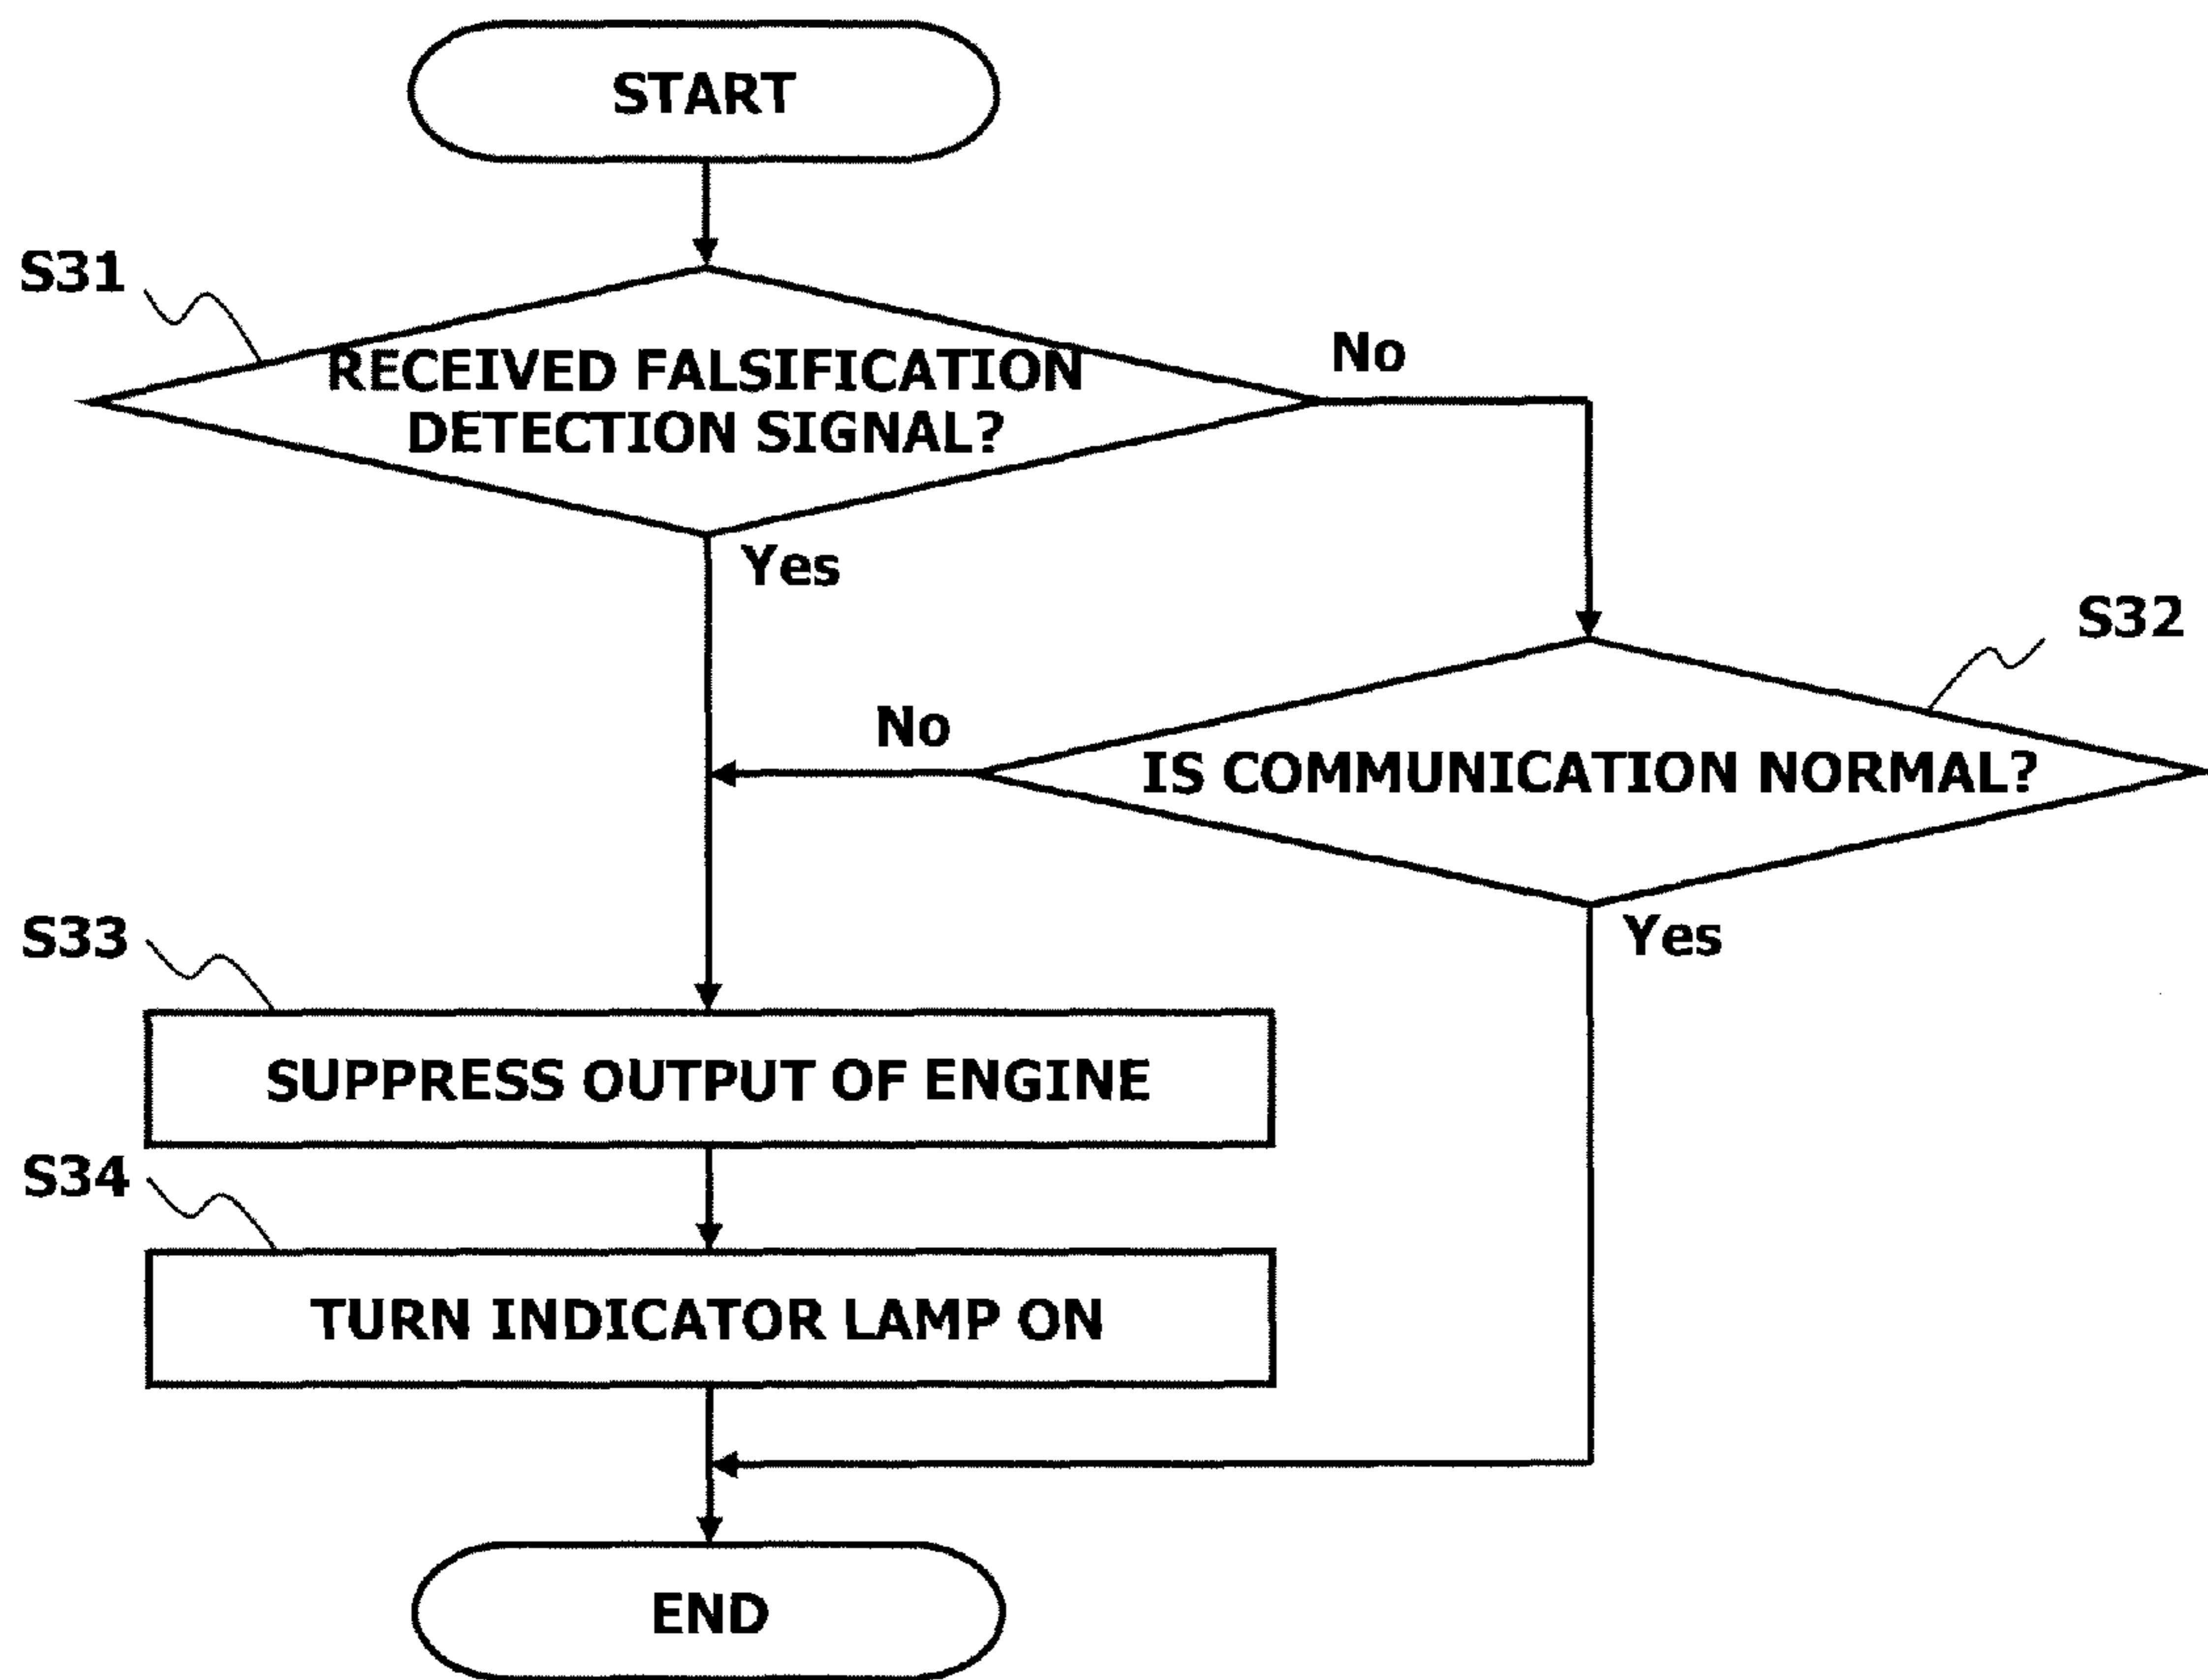 START
S31
RECEIVED FALSIFICATION
DETECTION SIGNAL?
No
Yes
S32
No
IS COMMUNICATION NORMAL?
Yes
S33
SUPPRESS OUTPUT OF ENGINE
S34
TURN INDICATOR LAMP ON
END